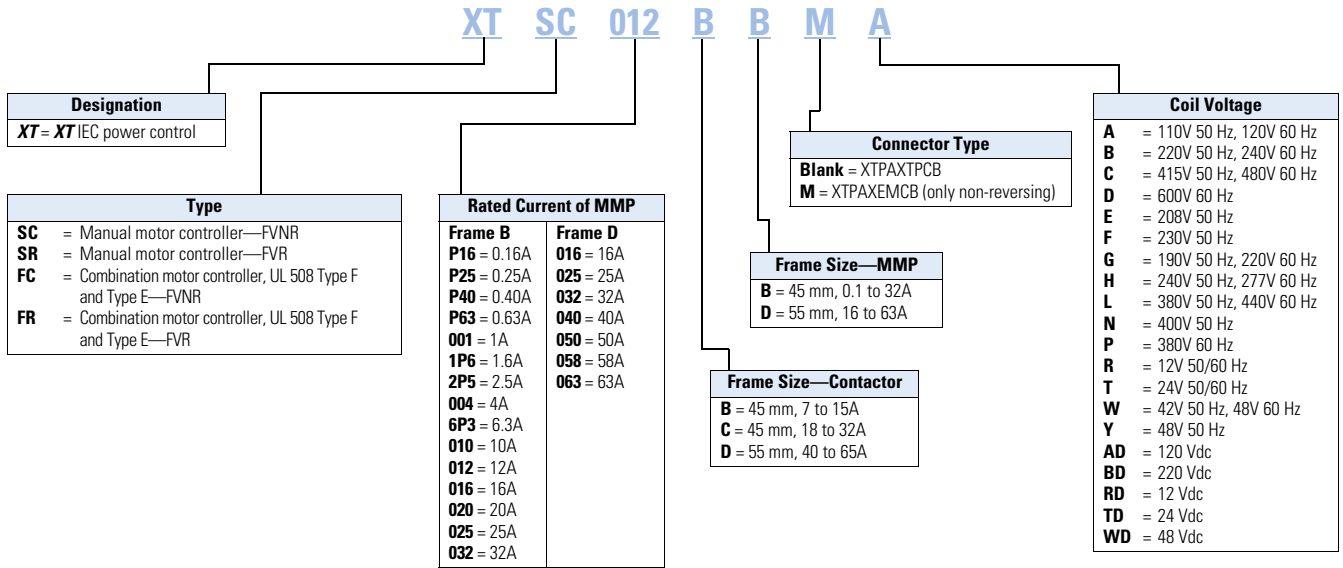 XT SC 012 B B M A
Designation
XT = XT IEC power control
Type
SC = Manual motor controller—FVNR
SR = Manual motor controller—FVR
FC = Combination motor controller, UL 508 Type F
and Type E—FVNR
FR = Combination motor controller, UL 508 Type F
and Type E—FVR
Rated Current of MMP
Frame B
P16 = 0.16A
P25 = 0.25A
P40 = 0.40A
P63 = 0.63A
001 = 1A
1P6 = 1.6A
2P5 = 2.5A
004 = 4A
6P3 = 6.3A
010 = 10A
012 = 12A
016 = 16A
020 = 20A
025 = 25A
032 = 32A
Frame D
016 = 16A
025 = 25A
032 = 32A
040 = 40A
050 = 50A
058 = 58A
063 = 63A
Frame Size—Contactor
B = 45 mm, 7 to 15A
C = 45 mm, 18 to 32A
D = 55 mm, 40 to 65A
Frame Size—MMP
B = 45 mm, 0.1 to 32A
D = 55 mm, 16 to 63A
Connector Type
Blank = XTPAXTPCB
M = XTPAXEMCB (only non-reversing)
Coil Voltage
A = 110V 50 Hz, 120V 60 Hz
B = 220V 50 Hz, 240V 60 Hz
C = 415V 50 Hz, 480V 60 Hz
D = 600V 60 Hz
E = 208V 50 Hz
F = 230V 50 Hz
G = 190V 50 Hz, 220V 60 Hz
H = 240V 50 Hz, 277V 60 Hz
L = 380V 50 Hz, 440V 60 Hz
N = 400V 50 Hz
P = 380V 60 Hz
R = 12V 50/60 Hz
T = 24V 50/60 Hz
W = 42V 50 Hz, 48V 60 Hz
Y = 48V 50 Hz
AD = 120 Vdc
BD = 220 Vdc
RD = 12 Vdc
TD = 24 Vdc
WD = 48 Vdc